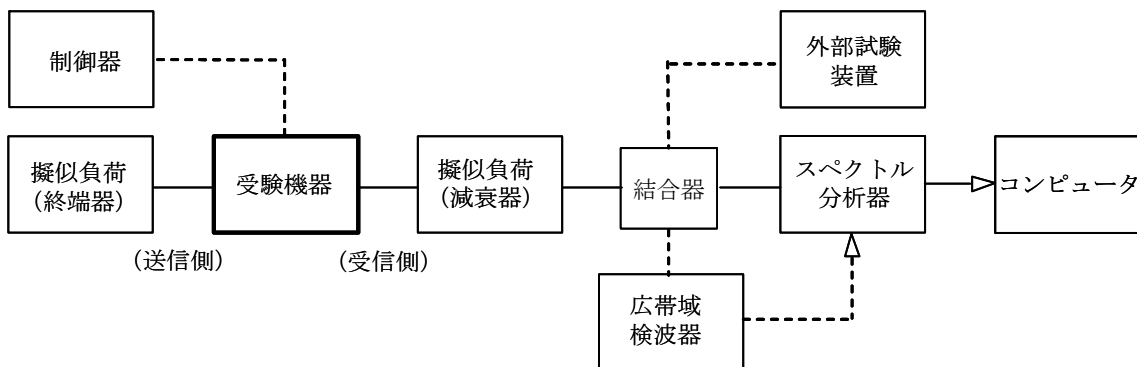 制御器
外部試験
装置
擬似負荷
(終端器)
受験機器
擬似負荷
(減衰器)
結合器
スペクトル
分析器
コンピュータ
(送信側)
(受信側)
広帯域
検波器